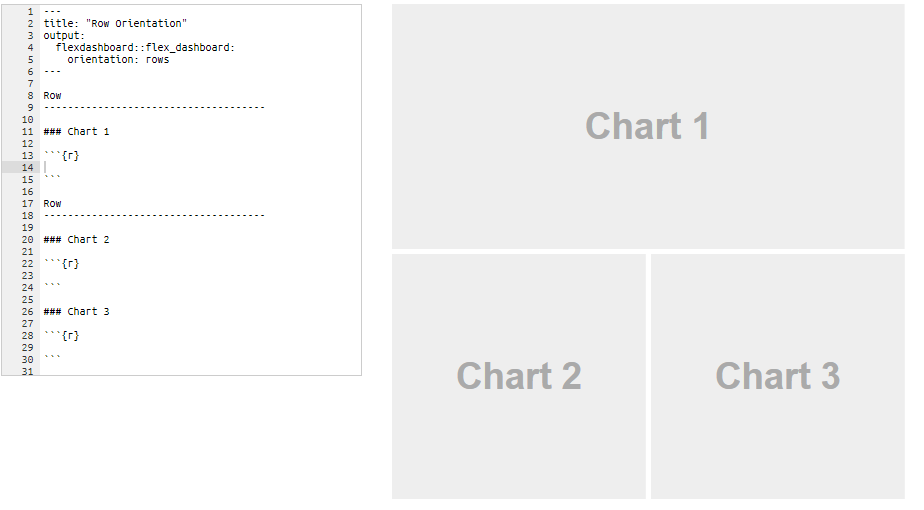 1 ---
2 title: "Row Orientation"
3 output:
4   flexdashboard::flex_dashboard:
5     orientation: rows
6 ---
7
8 Row
9 -------------------------------------
10
11 ### Chart 1
12
13 ```{r}
14
15 ```
16
17 Row
18 -------------------------------------
19
20 ### Chart 2
21
22 ```{r}
23
24 ```
25
26 ### Chart 3
27
28 ```{r}
29
30 ```
31
Chart 1
Chart 2
Chart 3